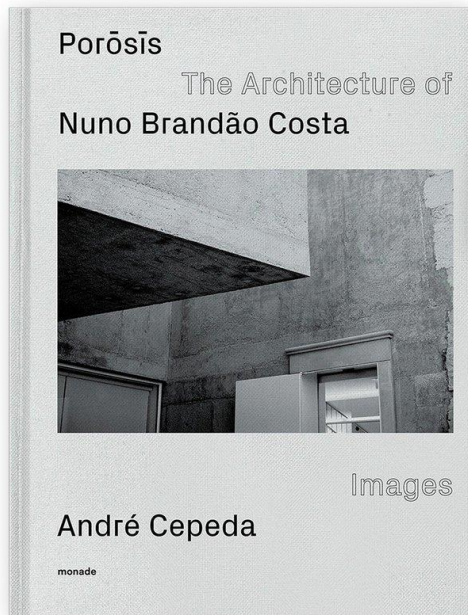 Porōsīs
The Architecture of
Nuno Brandão Costa
Images
André Cepeda
monade